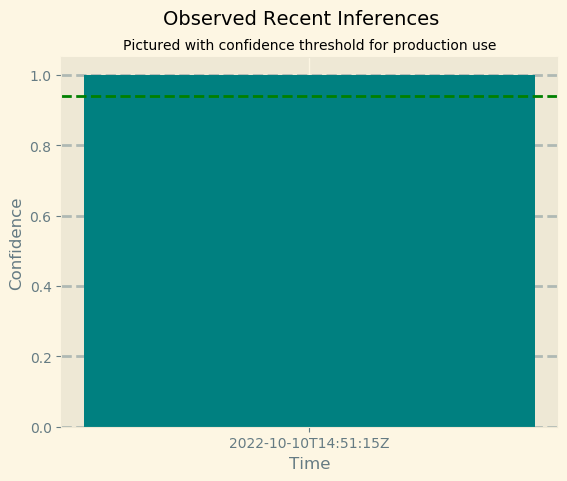 Observed Recent Inferences
Pictured with confidence threshold for production use
1.0
0.8
0.6
0.4
0.2
0.0
Confidence
2022-10-10T14:51:15Z
Time